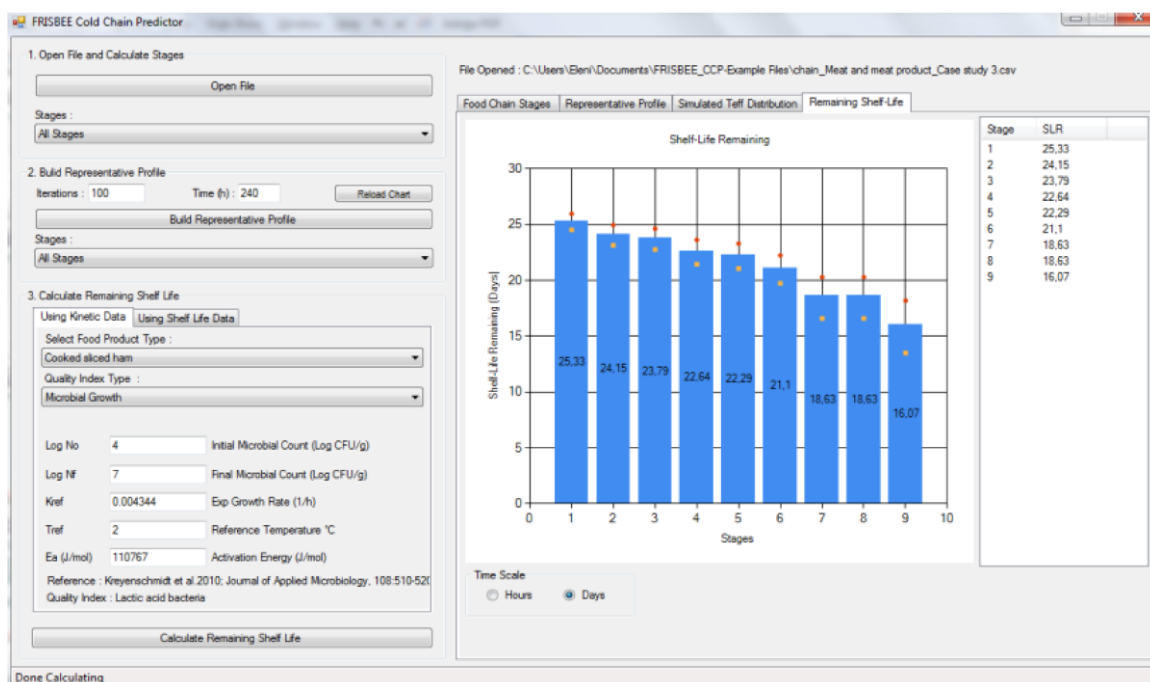 FRISBEE Cold Chain Predictor
1. Open File and Calculate Stages
Open File
Stages :
All Stages
2. Build Representative Profile
Iterations : 100 Time (h) : 240 Reload Chart
Build Representative Profile
Stages :
All Stages
3. Calculate Remaining Shelf Life
Using Kinetic Data Using Shelf Life Data
Select Food Product Type :
Cooked sliced ham
Quality Index Type :
Microbial Growth
Log No 4 Initial Microbial Count (Log CFU/g)
Log Nf 7 Final Microbial Count (Log CFU/g)
Kref 0.004344 Exp Growth Rate (1/h)
Tref 2 Reference Temperature °C
Ea (J/mol) 110767 Activation Energy (J/mol)
Reference : Kreyenschmidt et al.2010; Journal of Applied Microbiology, 108:510-520
Quality Index : Lactic acid bacteria
Calculate Remaining Shelf Life
Done Calculating
File Opened : C:\Users\Eleni\Documents\FRISBEE_CCP-Example Files\chain_Meat and meat product_Case study 3.csv
Food Chain Stages Representative Profile Simulated Teff Distribution Remaining Shelf-Life
Shelf-Life Remaining
Shelf-Life Remaining (Days)
30
25
20
15
10
5
0
25,33 24,15 23,79 22,64 22,29 21,1 18,63 18,63 16,07
0 1 2 3 4 5 6 7 8 9 10
Stages
Time Scale
Hours Days
Stage SLR
1 25,33
2 24,15
3 23,79
4 22,64
5 22,29
6 21,1
7 18,63
8 18,63
9 16,07